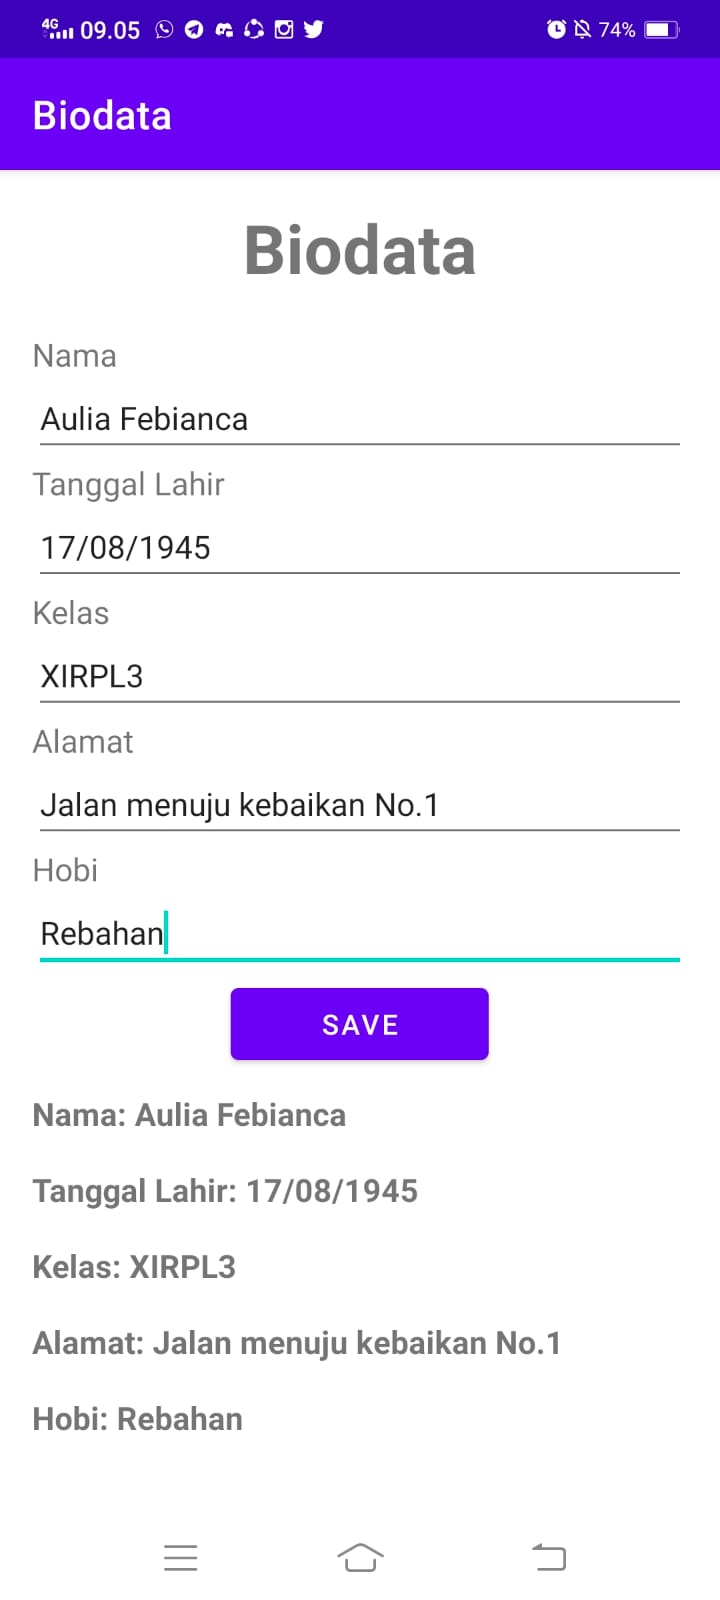 4G 09.05 74%
Biodata
Biodata
Nama
Aulia Febianca
Tanggal Lahir
17/08/1945
Kelas
XIRPL3
Alamat
Jalan menuju kebaikan No.1
Hobi
Rebahan
SAVE
Nama: Aulia Febianca
Tanggal Lahir: 17/08/1945
Kelas: XIRPL3
Alamat: Jalan menuju kebaikan No.1
Hobi: Rebahan